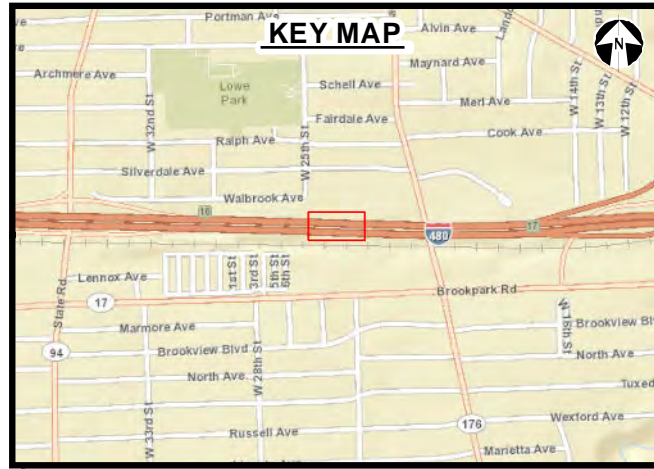 Portman Ave
KEY MAP
Alvin Ave
N
Maynard Ave
Archmere Ave
Lowe
Park
Schell Ave
W 32nd St
W 25th St
Merl Ave
W 14th St
W 13th St
W 12th St
Fairdale Ave
Cook Ave
Ralph Ave
Silverdale Ave
Walbrook Ave
16
17
480
Lennox Ave
1st St
3rd St
5th St
6th St
Brookpark Rd
17
State Rd
Marmore Ave
N 16th St
Brookview Blvd
94
Brookview Blvd
North Ave
North Ave
W 28th St
Tuxed
W 33rd St
176
Wexford Ave
Russell Ave
Marietta Ave